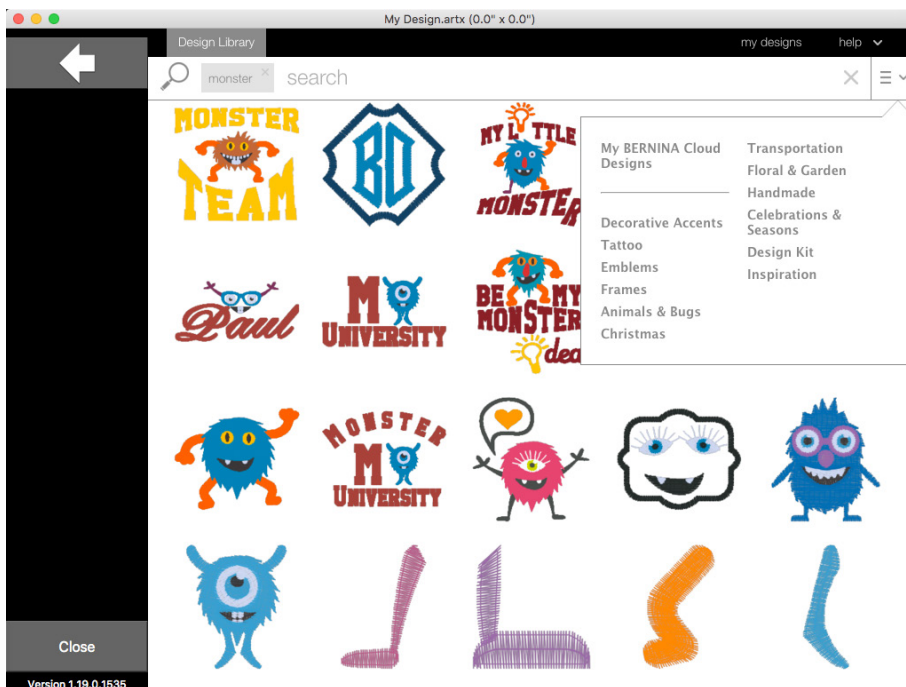 My Design.artx (0.0" x 0.0")
Design Library
my designs
help
monster
search
MONSTER
TEAM
BD
MY L TTLE
MONSTER
My BERNINA Cloud
Designs
Decorative Accents
Tattoo
Emblems
Frames
Animals & Bugs
Christmas
Transportation
Floral & Garden
Handmade
Celebrations &
Seasons
Design Kit
Inspiration
Paul
M
UNIVERSITY
BE MY
MONSTER
dea
MONSTER
M
UNIVERSITY
Close
Version 1.19.0.1535